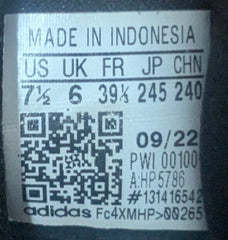 MADE IN INDONESIA
US UK FR JP CHN
7½ 6 39⅓ 245 240
09/22
PWI 00100
A:HP5786
#131416542
adidas Fc4XMHP>00265